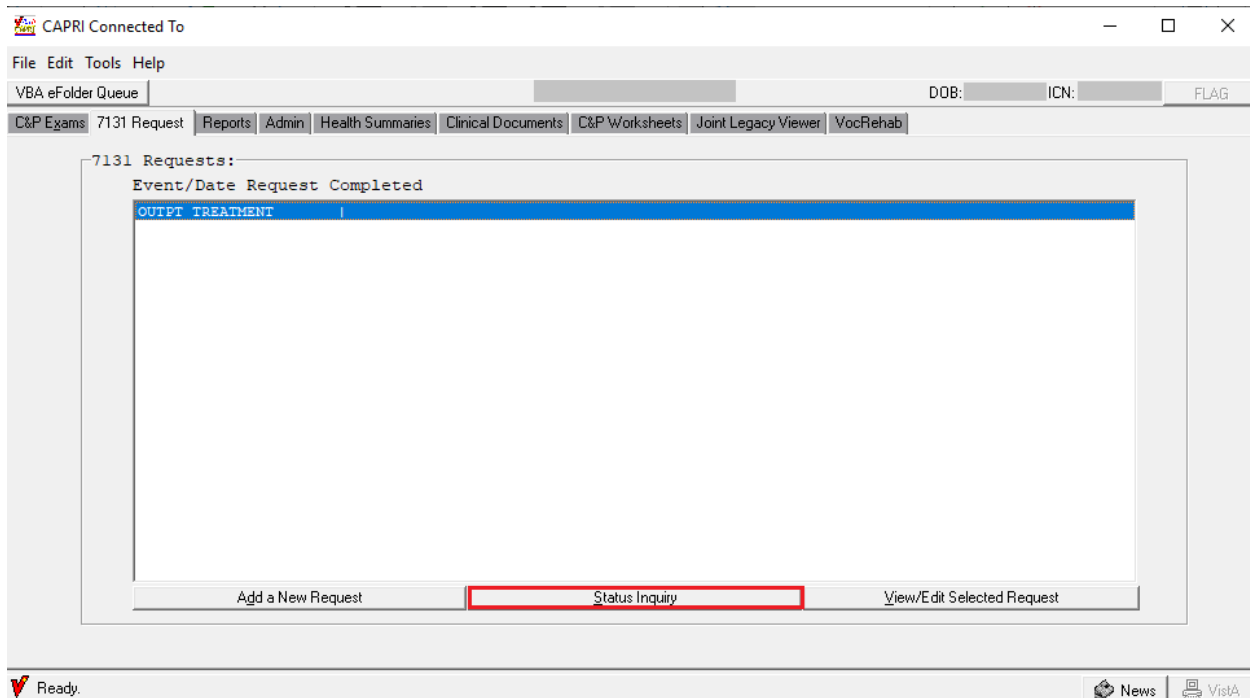 CAPRI Connected To
File Edit Tools Help
VBA eFolder Queue DOB: ICN: FLAG
C&P Exams 7131 Request Reports Admin Health Summaries Clinical Documents C&P Worksheets Joint Legacy Viewer VocRehab
7131 Requests:
Event/Date Request Completed
OUTPT TREATMENT |
Add a New Request Status Inquiry View/Edit Selected Request
Ready. News VistA